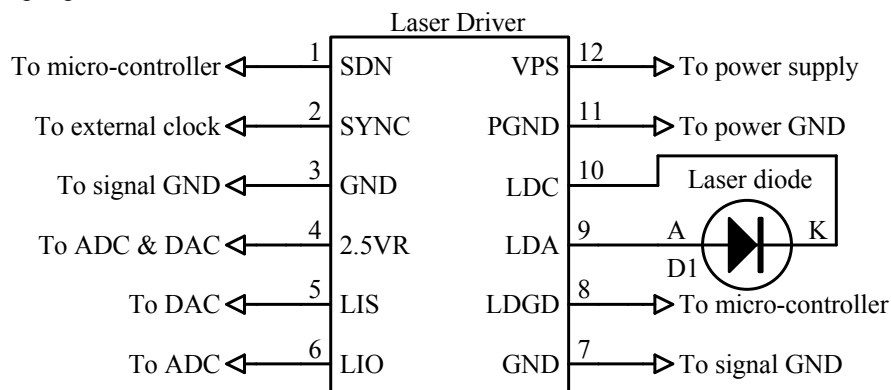 Laser Driver
To micro-controller 1 SDN VPS 12 To power supply
To external clock 2 SYNC PGND 11 To power GND
To signal GND 3 GND LDC 10 Laser diode
To ADC & DAC 4 2.5VR LDA 9 A K
D1
To DAC 5 LIS LDGD 8 To micro-controller
To ADC 6 LIO GND 7 To signal GND